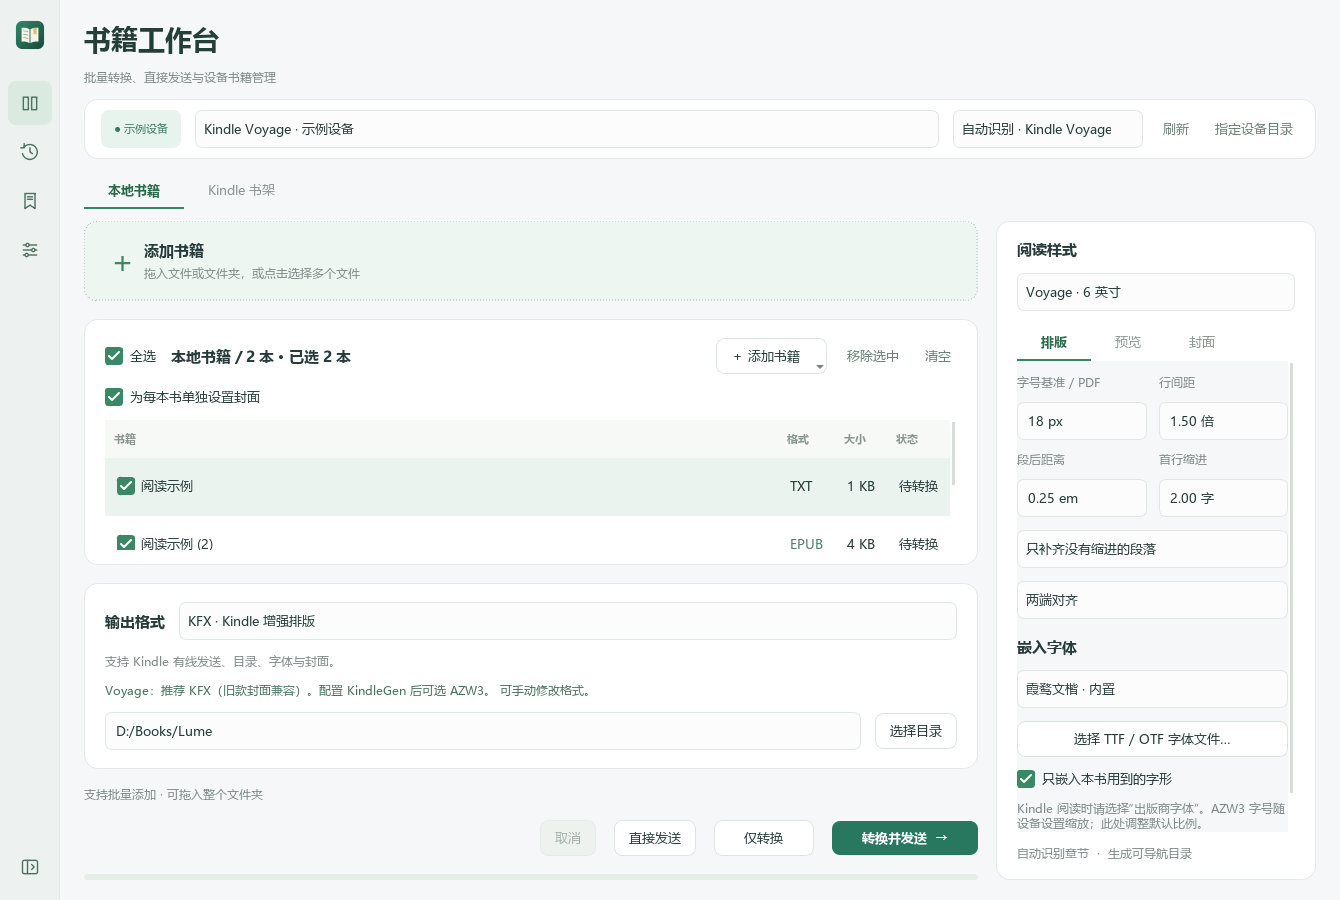 书籍工作台
批量转换、直接发送与设备书籍管理
示例设备
Kindle Voyage · 示例设备
自动识别 · Kindle Voyage
刷新
指定设备目录
本地书籍
Kindle 书架
添加书籍
拖入文件或文件夹，或点击选择多个文件
全选
本地书籍 / 2 本 · 已选 2 本
+ 添加书籍
移除选中
清空
为每本书单独设置封面
书籍 格式 大小 状态
阅读示例 TXT 1 KB 待转换
阅读示例 (2) EPUB 4 KB 待转换
输出格式
KFX · Kindle 增强排版
支持 Kindle 有线发送、目录、字体与封面。
Voyage：推荐 KFX（旧款封面兼容）。配置 KindleGen 后可选 AZW3。 可手动修改格式。
D:/Books/Lume
选择目录
支持批量添加 · 可拖入整个文件夹
取消
直接发送
仅转换
转换并发送 →
阅读样式
Voyage · 6 英寸
排版
预览
封面
字号基准 / PDF
行间距
18 px
1.50 倍
段后距离
首行缩进
0.25 em
2.00 字
只补齐没有缩进的段落
两端对齐
嵌入字体
霞鹜文楷 · 内置
选择 TTF / OTF 字体文件…
只嵌入本书用到的字形
Kindle 阅读时请选择“出版商字体”。AZW3 字号随
设备设置缩放；此处调整默认比例。
自动识别章节 · 生成可导航目录